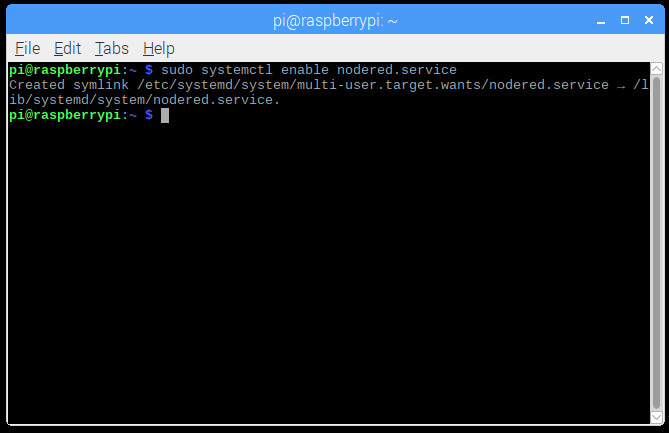 pi@raspberrypi: ~
File Edit Tabs Help
pi@raspberrypi:~ $ sudo systemctl enable nodered.service
Created symlink /etc/systemd/system/multi-user.target.wants/nodered.service → /l
ib/systemd/system/nodered.service.
pi@raspberrypi:~ $